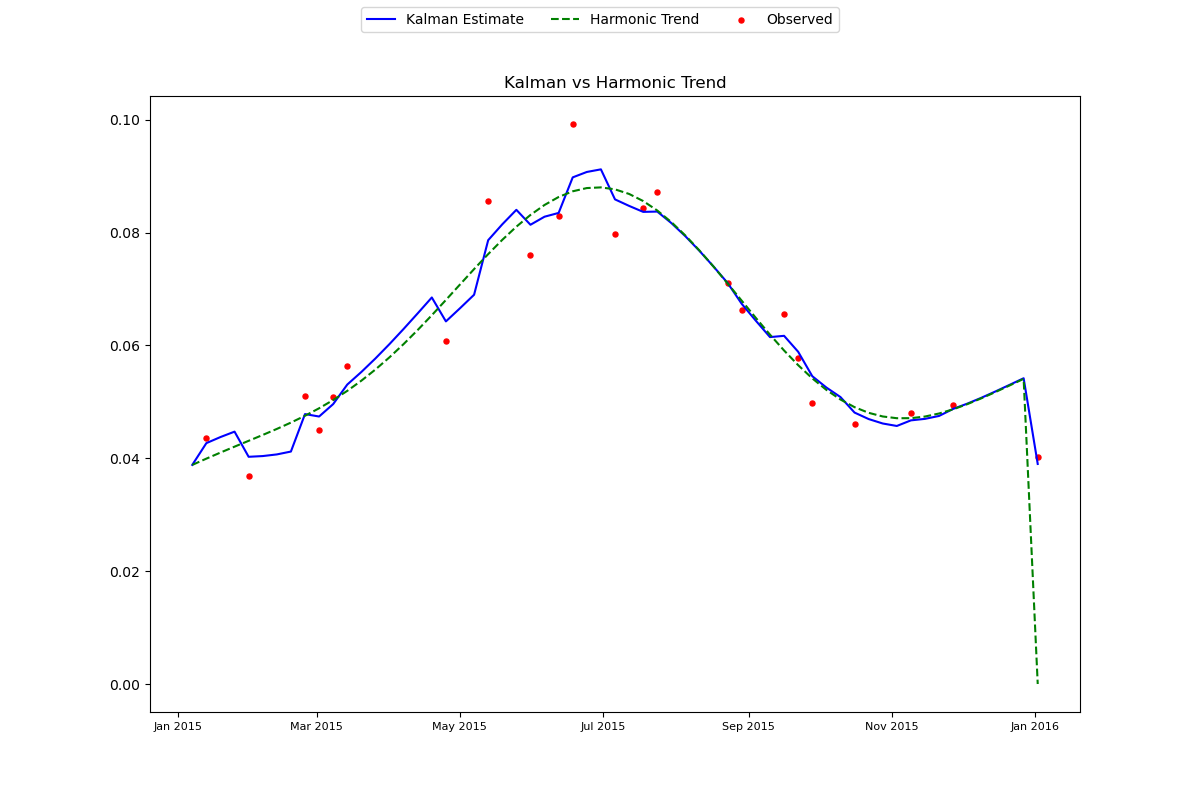 Kalman Estimate Harmonic Trend Observed
Kalman vs Harmonic Trend
0.10
0.08
0.06
0.04
0.02
0.00
Jan 2015 Mar 2015 May 2015 Jul 2015 Sep 2015 Nov 2015 Jan 2016